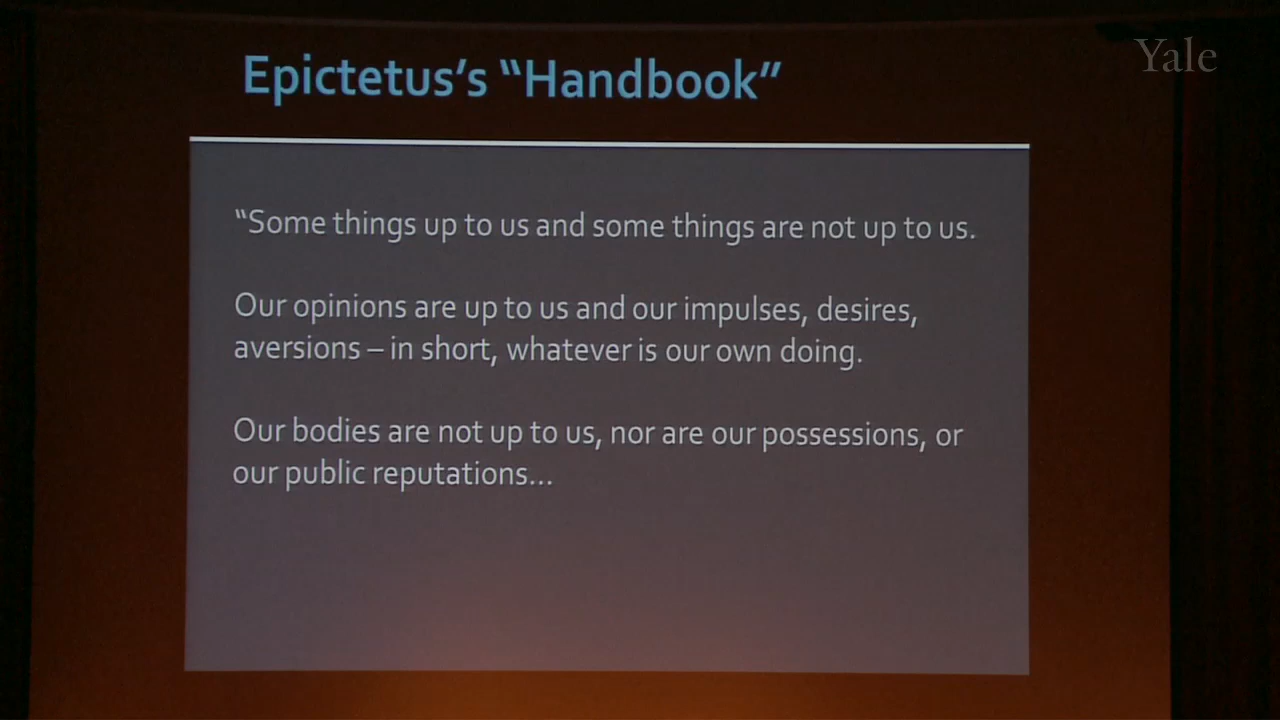 Yale
Epictetus's “Handbook”
“Some things up to us and some things are not up to us.
Our opinions are up to us and our impulses, desires,
aversions – in short, whatever is our own doing.
Our bodies are not up to us, nor are our possessions, or
our public reputations...